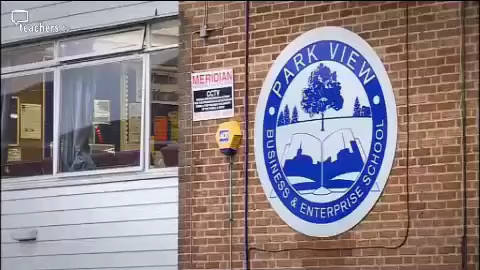 teachers
MERIDIAN
CCTV
PARK VIEW
BUSINESS & ENTERPRISE SCHOOL